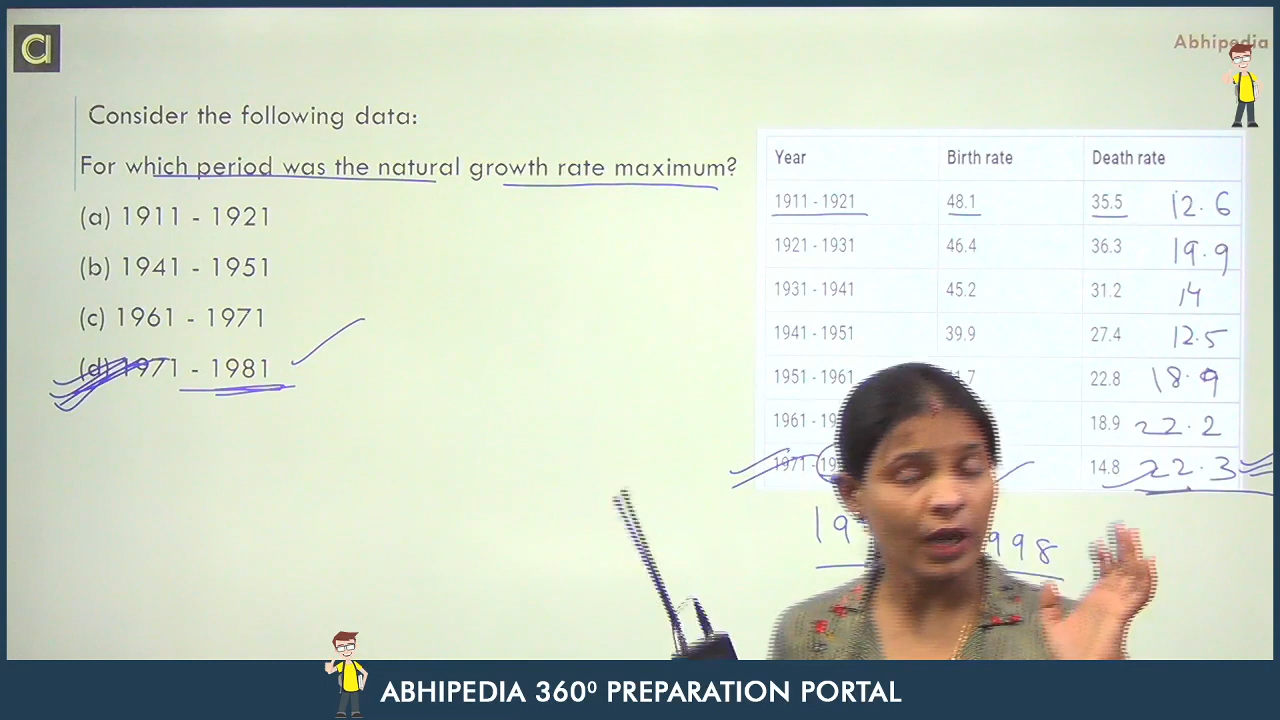 a
Abhipedia
Consider the following data:
For which period was the natural growth rate maximum?
(a) 1911 - 1921
(b) 1941 - 1951
(c) 1961 - 1971
(d) 1971 - 1981
Year Birth rate Death rate
1911 - 1921 48.1 35.5 12.6
1921 - 1931 46.4 36.3 19.9
1931 - 1941 45.2 31.2 14
1941 - 1951 39.9 27.4 12.5
1951 - 1961 22.8 18.9
1961 - 18.9 22.2
1971 - 14.8 22.3
ABHIPEDIA 360⁰ PREPARATION PORTAL